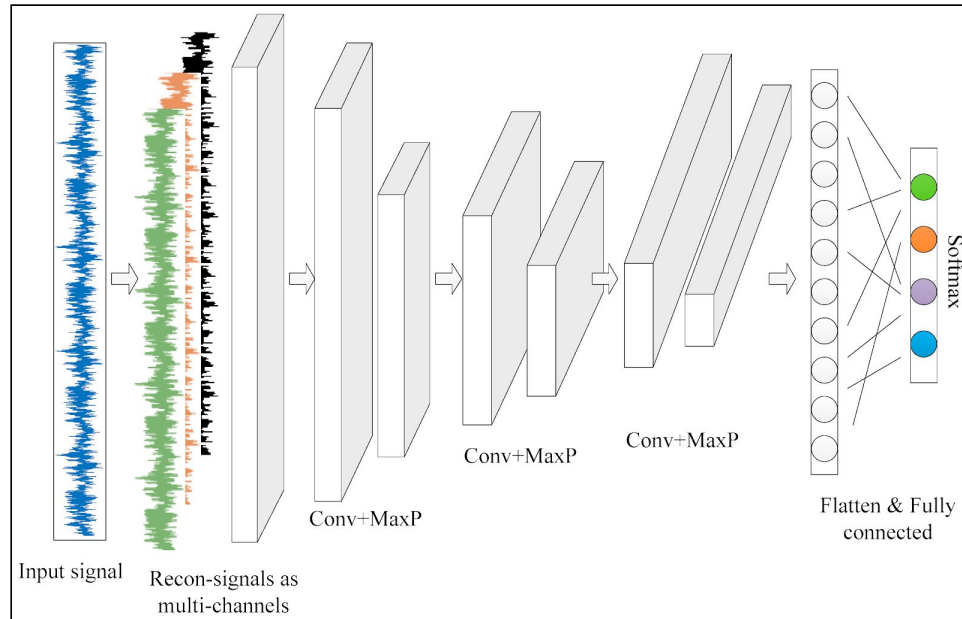 Input signal
Recon-signals as
multi-channels
Conv+MaxP
Conv+MaxP
Conv+MaxP
Flatten & Fully
connected
Softmax